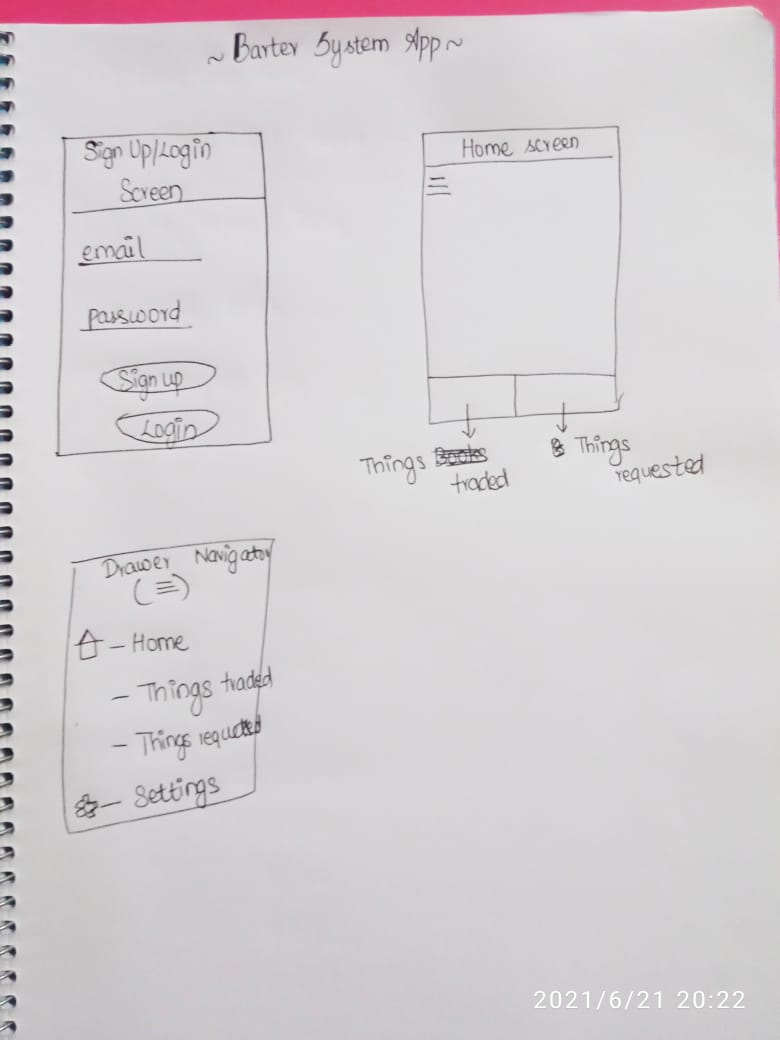 ~ Barter System App ~
Sign Up/Login
Screen
email
password
Sign up
Login
Home screen
Things Books
traded
Things
requested
Drawer Navigator
(≡)
- Home
- Things traded
- Things requested
- Settings
2021/6/21 20:22